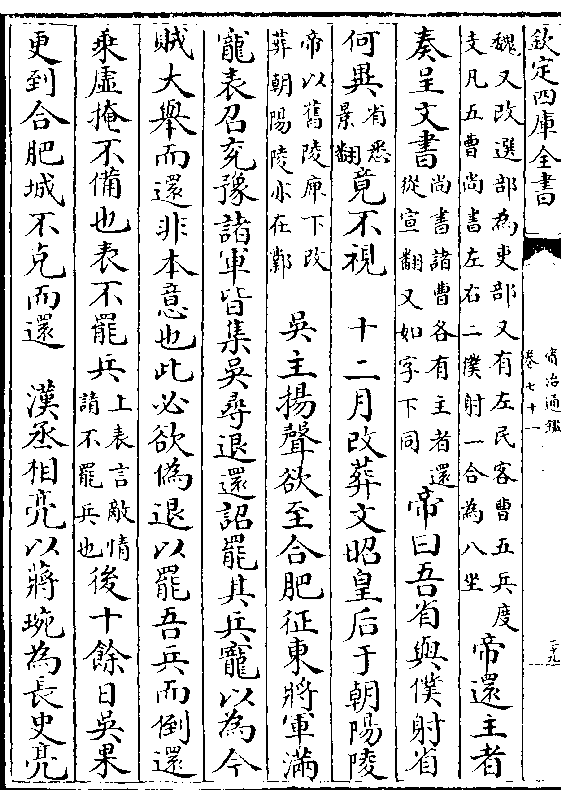 欽定四庫全書
資治通鑑
卷七十一
二十九
魏又改選部為吏部又有左民客曹五兵度
支凡五曹尚書左右二僕射一合為八坐
帝還主者
奏呈文書
尚書諸曹各有主者還
從宣翻又如字下同
帝曰吾省與僕射省
何異
省悉
景翻
竟不視　十二月改葬文昭皇后于朝陽陵
帝以舊陵庳下改
葬朝陽陵亦在鄴
吳主揚聲欲至合肥征東將軍滿
寵表召兖豫諸軍皆集吳尋退還詔罷其兵寵以為今
賊大舉而還非本意也此必欲偽退以罷吾兵而倒還
乘虛掩不備也表不罷兵
上表言敵情
請不罷兵也
後十餘日吳果
更到合肥城不克而還　漢丞相亮以蔣琬為長史亮